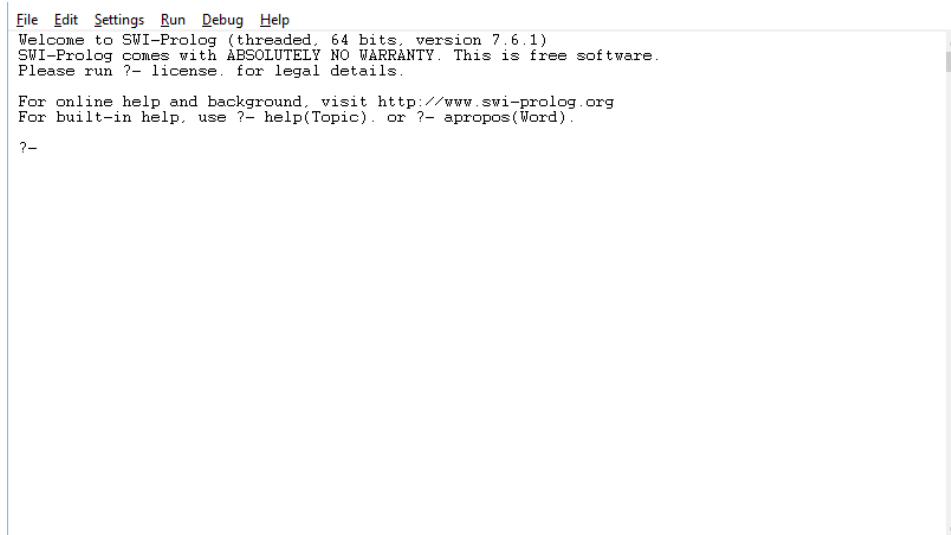 File Edit Settings Run Debug Help
Welcome to SWI-Prolog (threaded, 64 bits, version 7.6.1)
SWI-Prolog comes with ABSOLUTELY NO WARRANTY. This is free software.
Please run ?- license. for legal details.
For online help and background, visit http://www.swi-prolog.org
For built-in help, use ?- help(Topic). or ?- apropos(Word).
?-